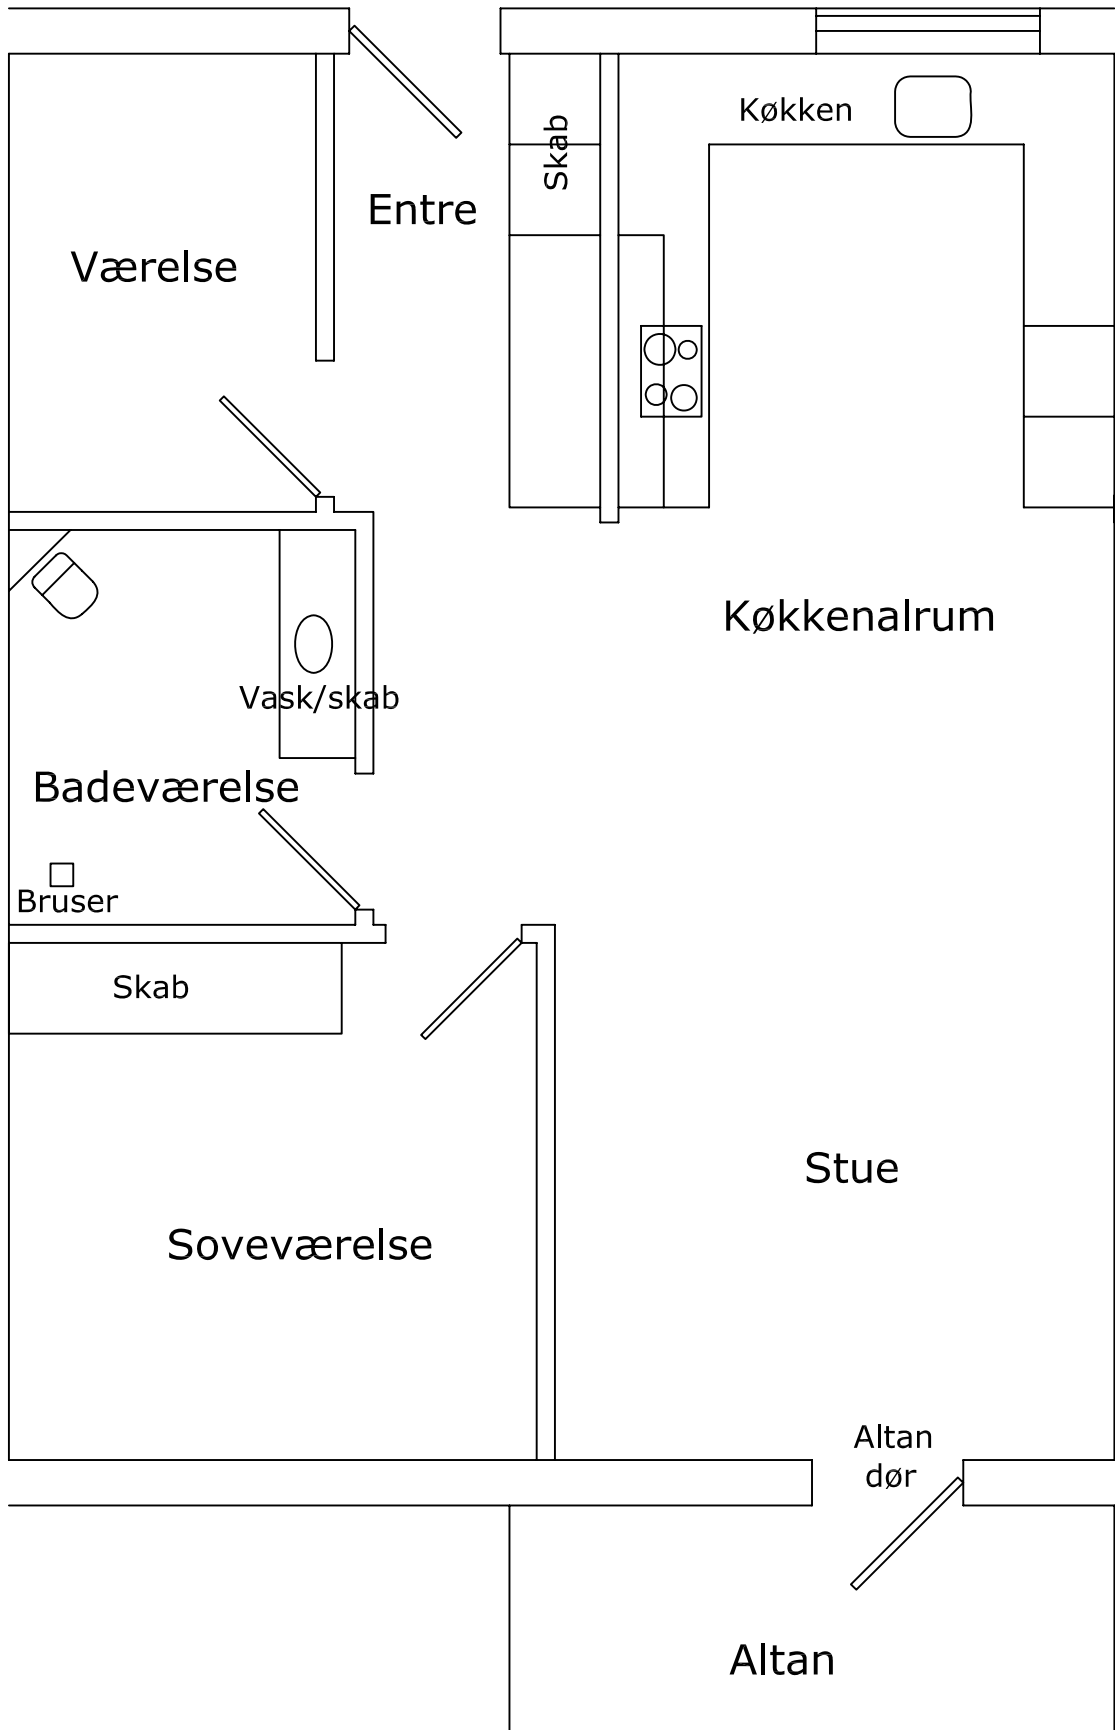 Køkken
Skab
Entre
Værelse
Køkkenalrum
Vask/skab
Badeværelse
Bruser
Skab
Stue
Soveværelse
Altan
dør
Altan